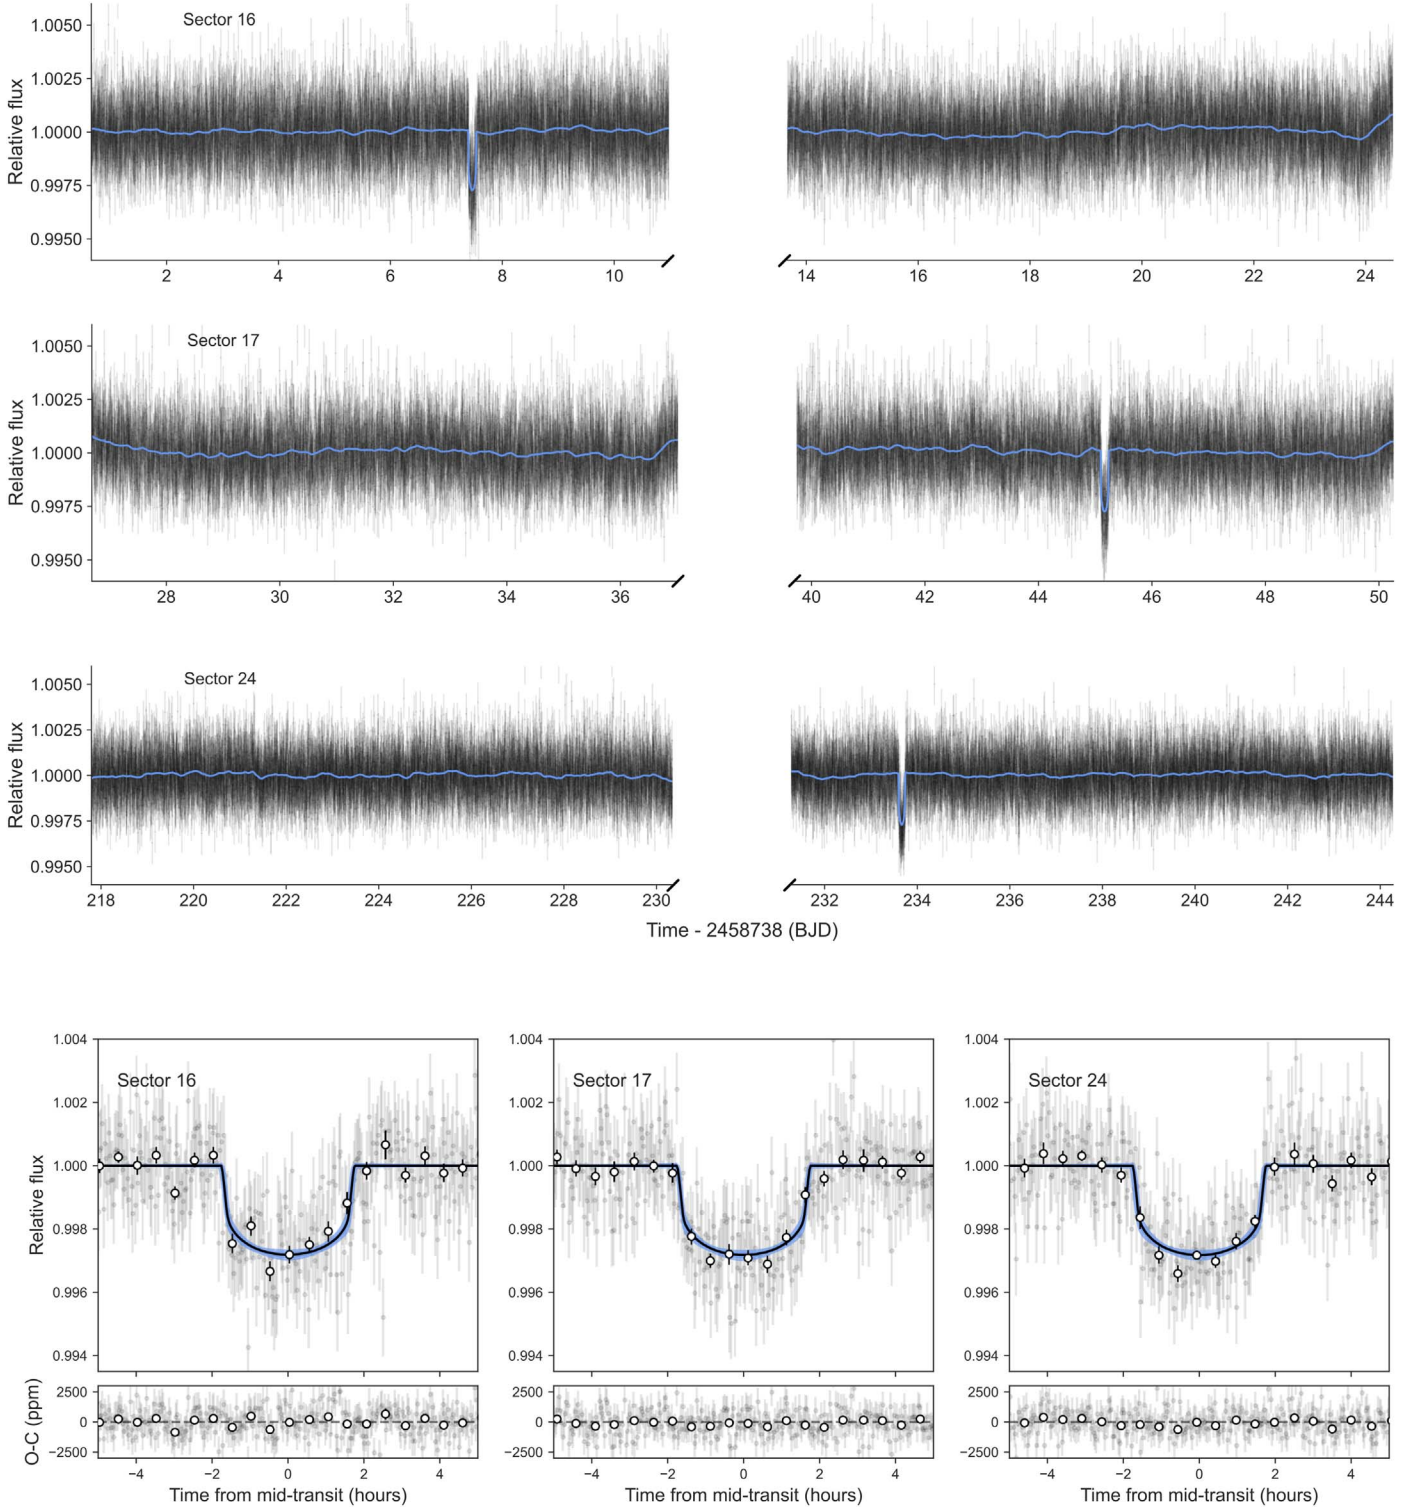 Sector 16
Relative flux
1.0050
1.0025
1.0000
0.9975
0.9950
2 4 6 8 10 14 16 18 20 22 24
Sector 17
Relative flux
1.0050
1.0025
1.0000
0.9975
0.9950
28 30 32 34 36 40 42 44 46 48 50
Sector 24
Relative flux
1.0050
1.0025
1.0000
0.9975
0.9950
218 220 222 224 226 228 230 232 234 236 238 240 242 244
Time - 2458738 (BJD)
Sector 16
Relative flux
1.004
1.002
1.000
0.998
0.996
0.994
O-C (ppm)
2500
0
−2500
−4 −2 0 2 4
Time from mid-transit (hours)
Sector 17
1.004
1.002
1.000
0.998
0.996
0.994
2500
0
−2500
−4 −2 0 2 4
Time from mid-transit (hours)
Sector 24
1.004
1.002
1.000
0.998
0.996
0.994
2500
0
−2500
−4 −2 0 2 4
Time from mid-transit (hours)